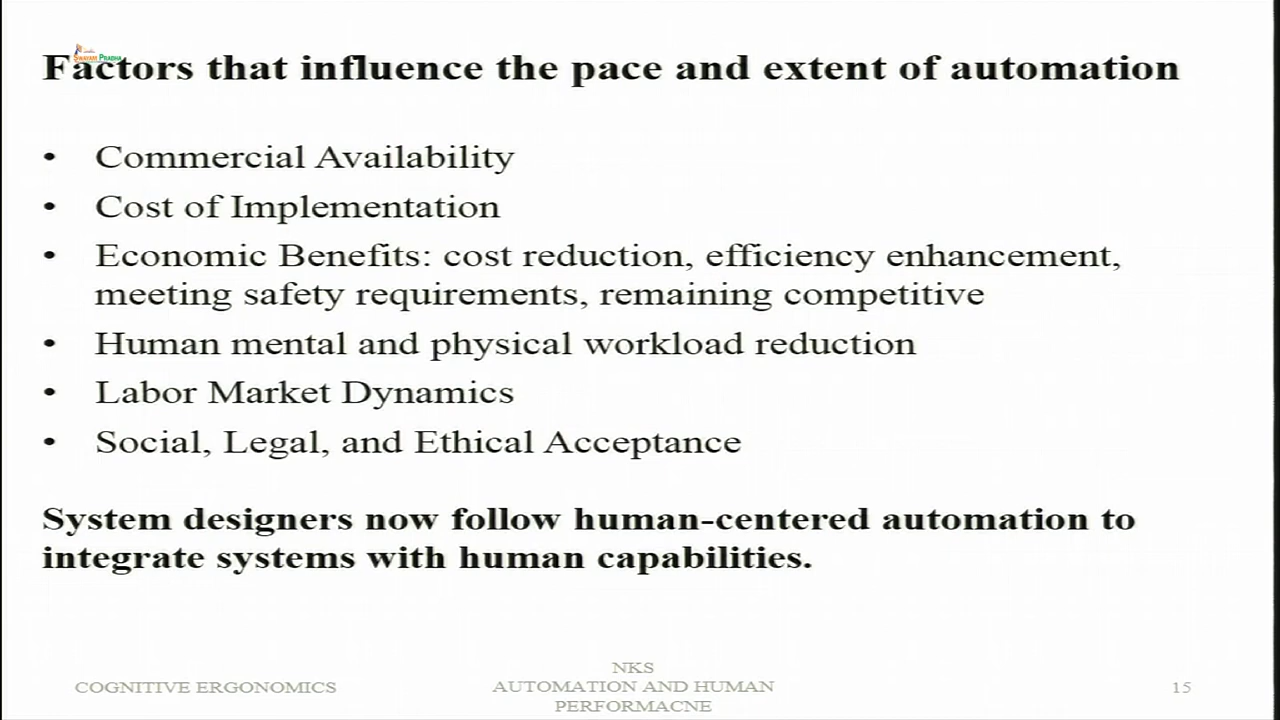 Factors that influence the pace and extent of automation
SWAYAM PRABHA
• Commercial Availability
• Cost of Implementation
• Economic Benefits: cost reduction, efficiency enhancement,
meeting safety requirements, remaining competitive
• Human mental and physical workload reduction
• Labor Market Dynamics
• Social, Legal, and Ethical Acceptance
System designers now follow human-centered automation to
integrate systems with human capabilities.
COGNITIVE ERGONOMICS
NKS
AUTOMATION AND HUMAN
PERFORMACNE
15